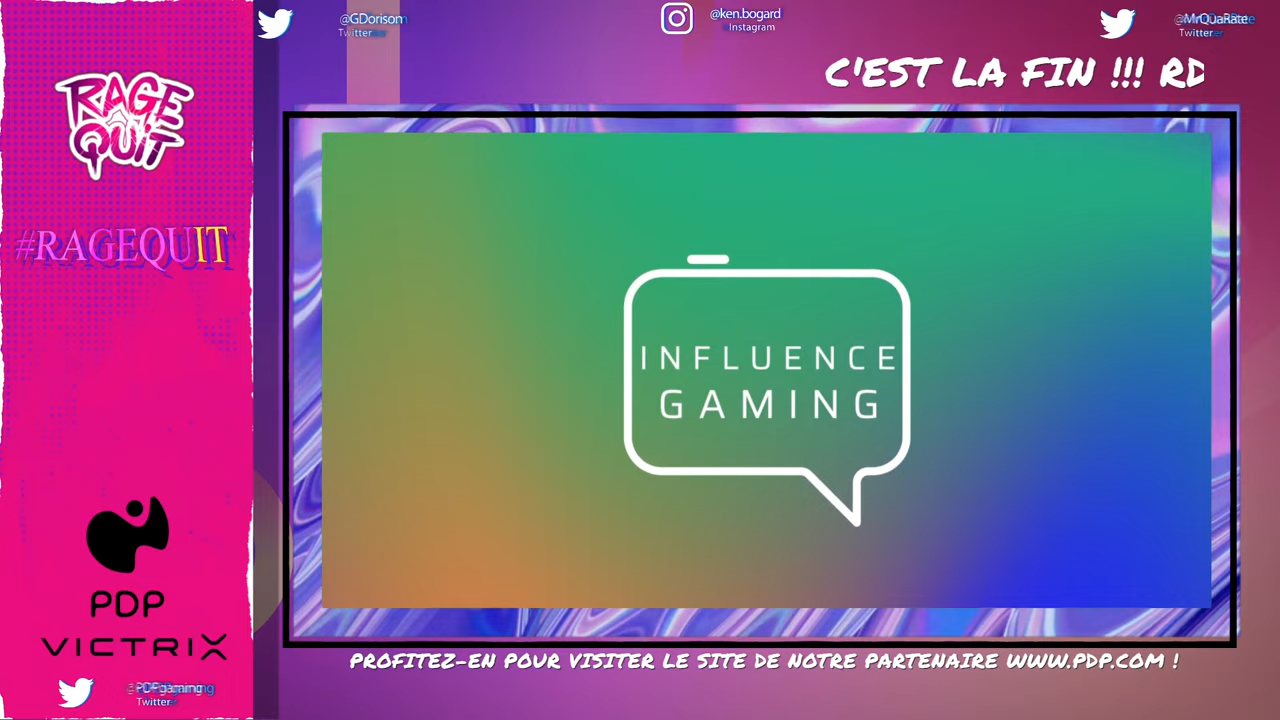 @GDorison
Twitter
@ken.bogard
Instagram
@MrQuaRate
Twitter
C'EST LA FIN !!! RD
RAGE
QUIT
#RAGEQUIT
INFLUENCE
GAMING
PDP
VICTRIX
PROFITEZ-EN POUR VISITER LE SITE DE NOTRE PARTENAIRE WWW.PDP.COM !
@PDPgaming
Twitter